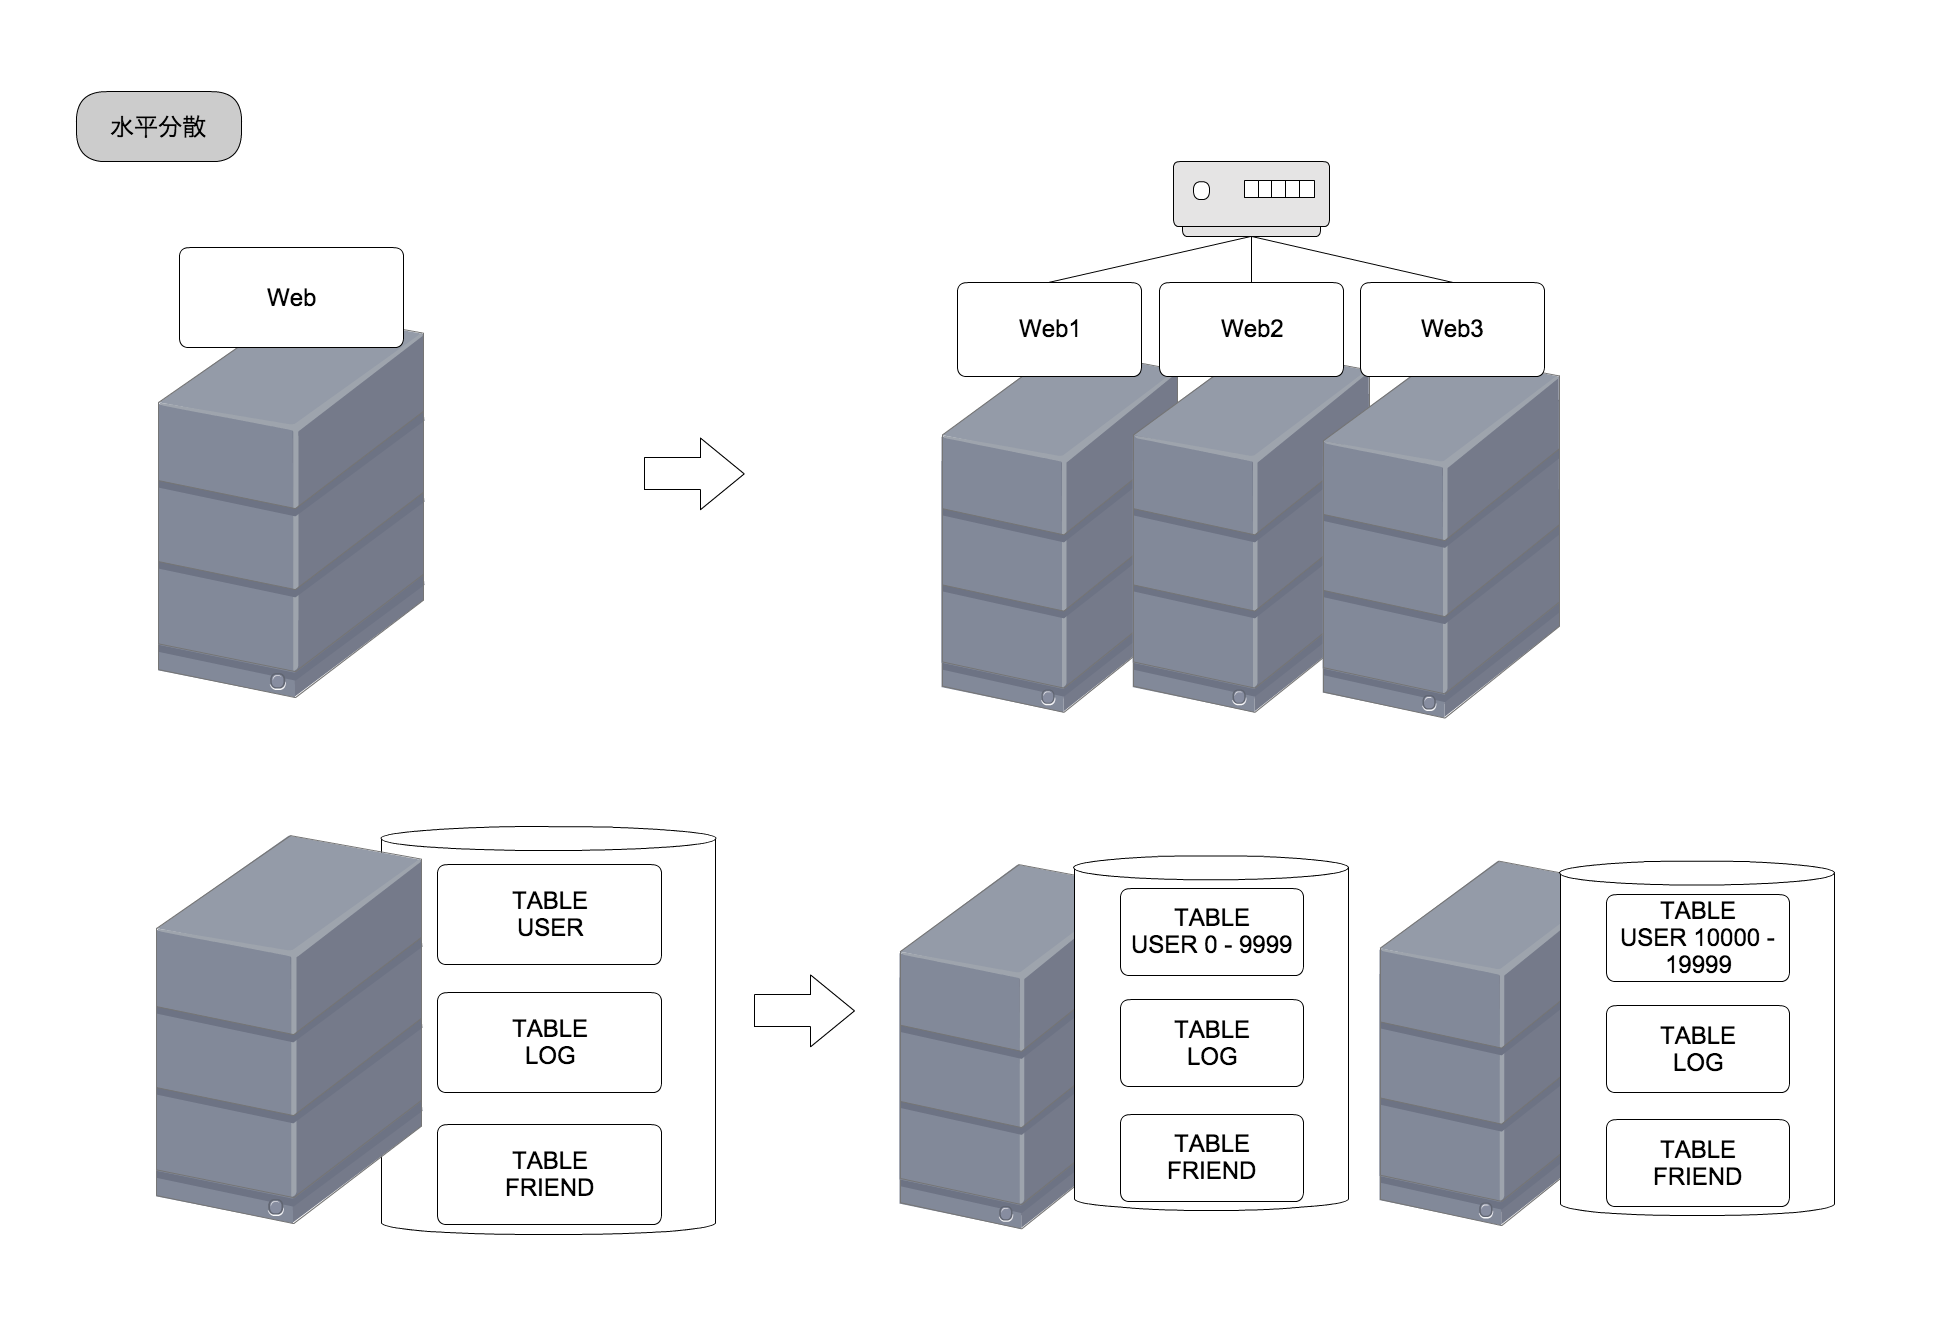 水平分散
Web
Web1
Web2
Web3
TABLE
USER
TABLE
LOG
TABLE
FRIEND
TABLE
USER 0 - 9999
TABLE
LOG
TABLE
FRIEND
TABLE
USER 10000 -
19999
TABLE
LOG
TABLE
FRIEND